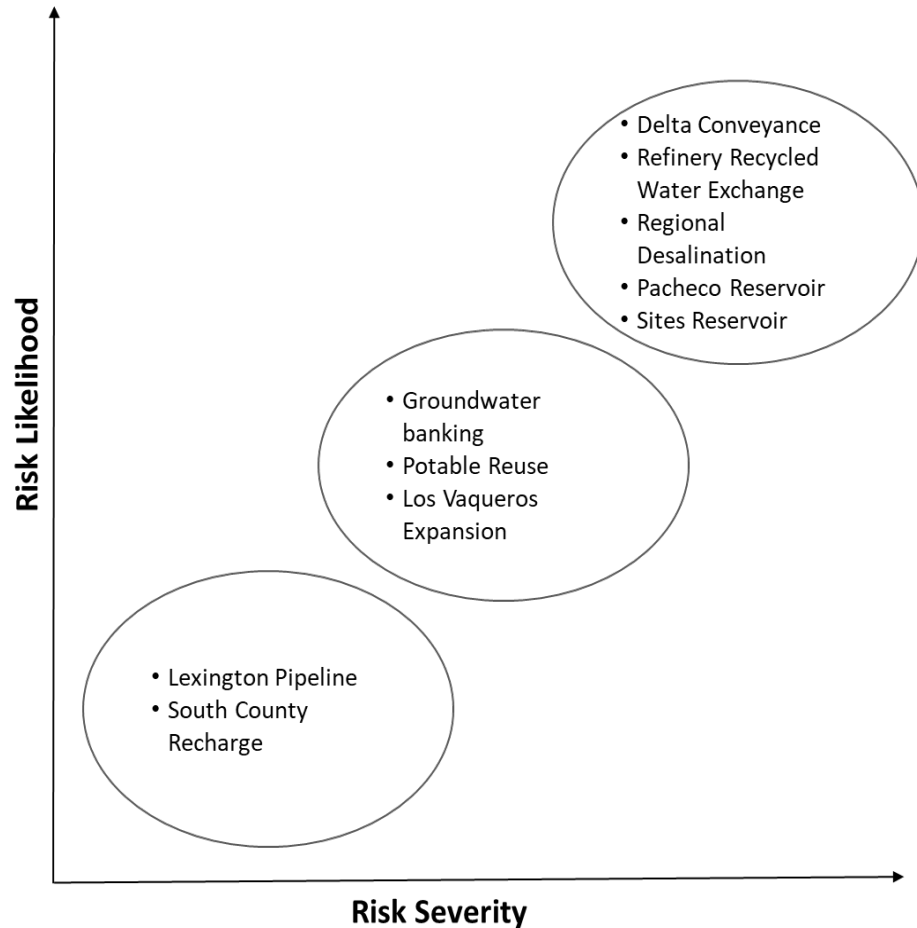 • Delta Conveyance
• Refinery Recycled
Water Exchange
• Regional
Desalination
• Pacheco Reservoir
• Sites Reservoir
Risk Likelihood
• Groundwater
banking
• Potable Reuse
• Los Vaqueros
Expansion
• Lexington Pipeline
• South County
Recharge
Risk Severity